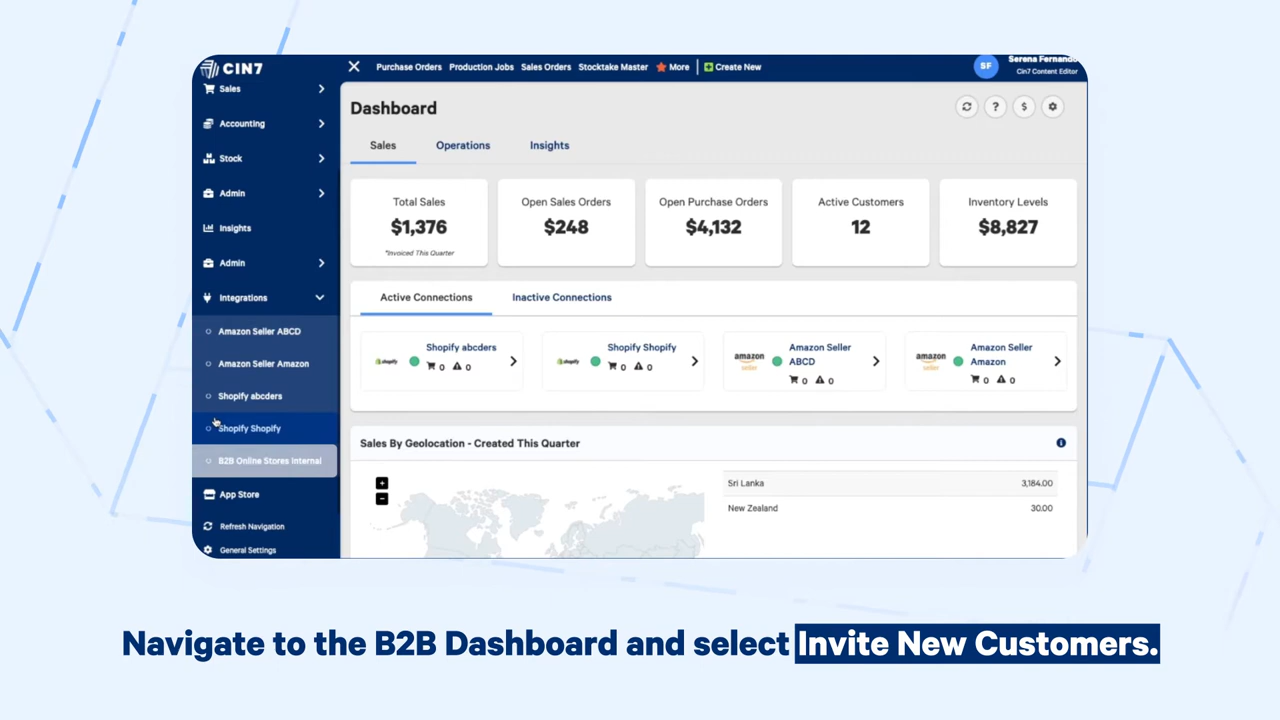 CIN7
Purchase Orders Production Jobs Sales Orders Stocktake Master More Create New
SF
Serena Fernando
Cin7 Content Editor
Sales
Accounting
Stock
Admin
Insights
Admin
Integrations
Amazon Seller ABCD
Amazon Seller Amazon
Shopify abcders
Shopify Shopify
B2B Online Stores Internal
App Store
Refresh Navigation
General Settings
Dashboard
? $
Sales Operations Insights
Total Sales
$1,376
*Invoiced This Quarter
Open Sales Orders
$248
Open Purchase Orders
$4,132
Active Customers
12
Inventory Levels
$8,827
Active Connections Inactive Connections
shopify
Shopify abcders
0 0
shopify
Shopify Shopify
0 0
amazon
seller
Amazon Seller
ABCD
0 0
amazon
seller
Amazon Seller
Amazon
0 0
Sales By Geolocation - Created This Quarter
+
-
Sri Lanka 3,184.00
New Zealand 30.00
Navigate to the B2B Dashboard and select Invite New Customers.